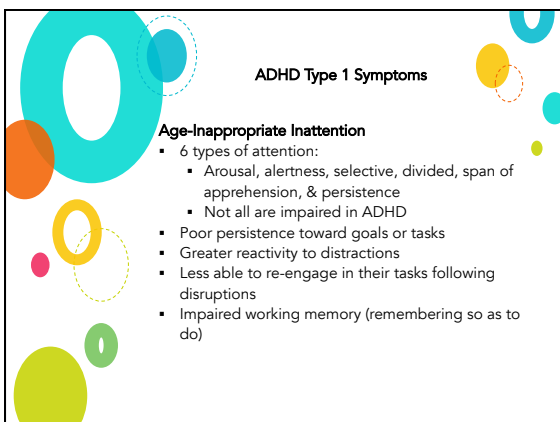 ADHD Type 1 Symptoms
Age-Inappropriate Inattention
▪ 6 types of attention:
▪ Arousal, alertness, selective, divided, span of
apprehension, & persistence
▪ Not all are impaired in ADHD
▪ Poor persistence toward goals or tasks
▪ Greater reactivity to distractions
▪ Less able to re-engage in their tasks following
disruptions
▪ Impaired working memory (remembering so as to
do)